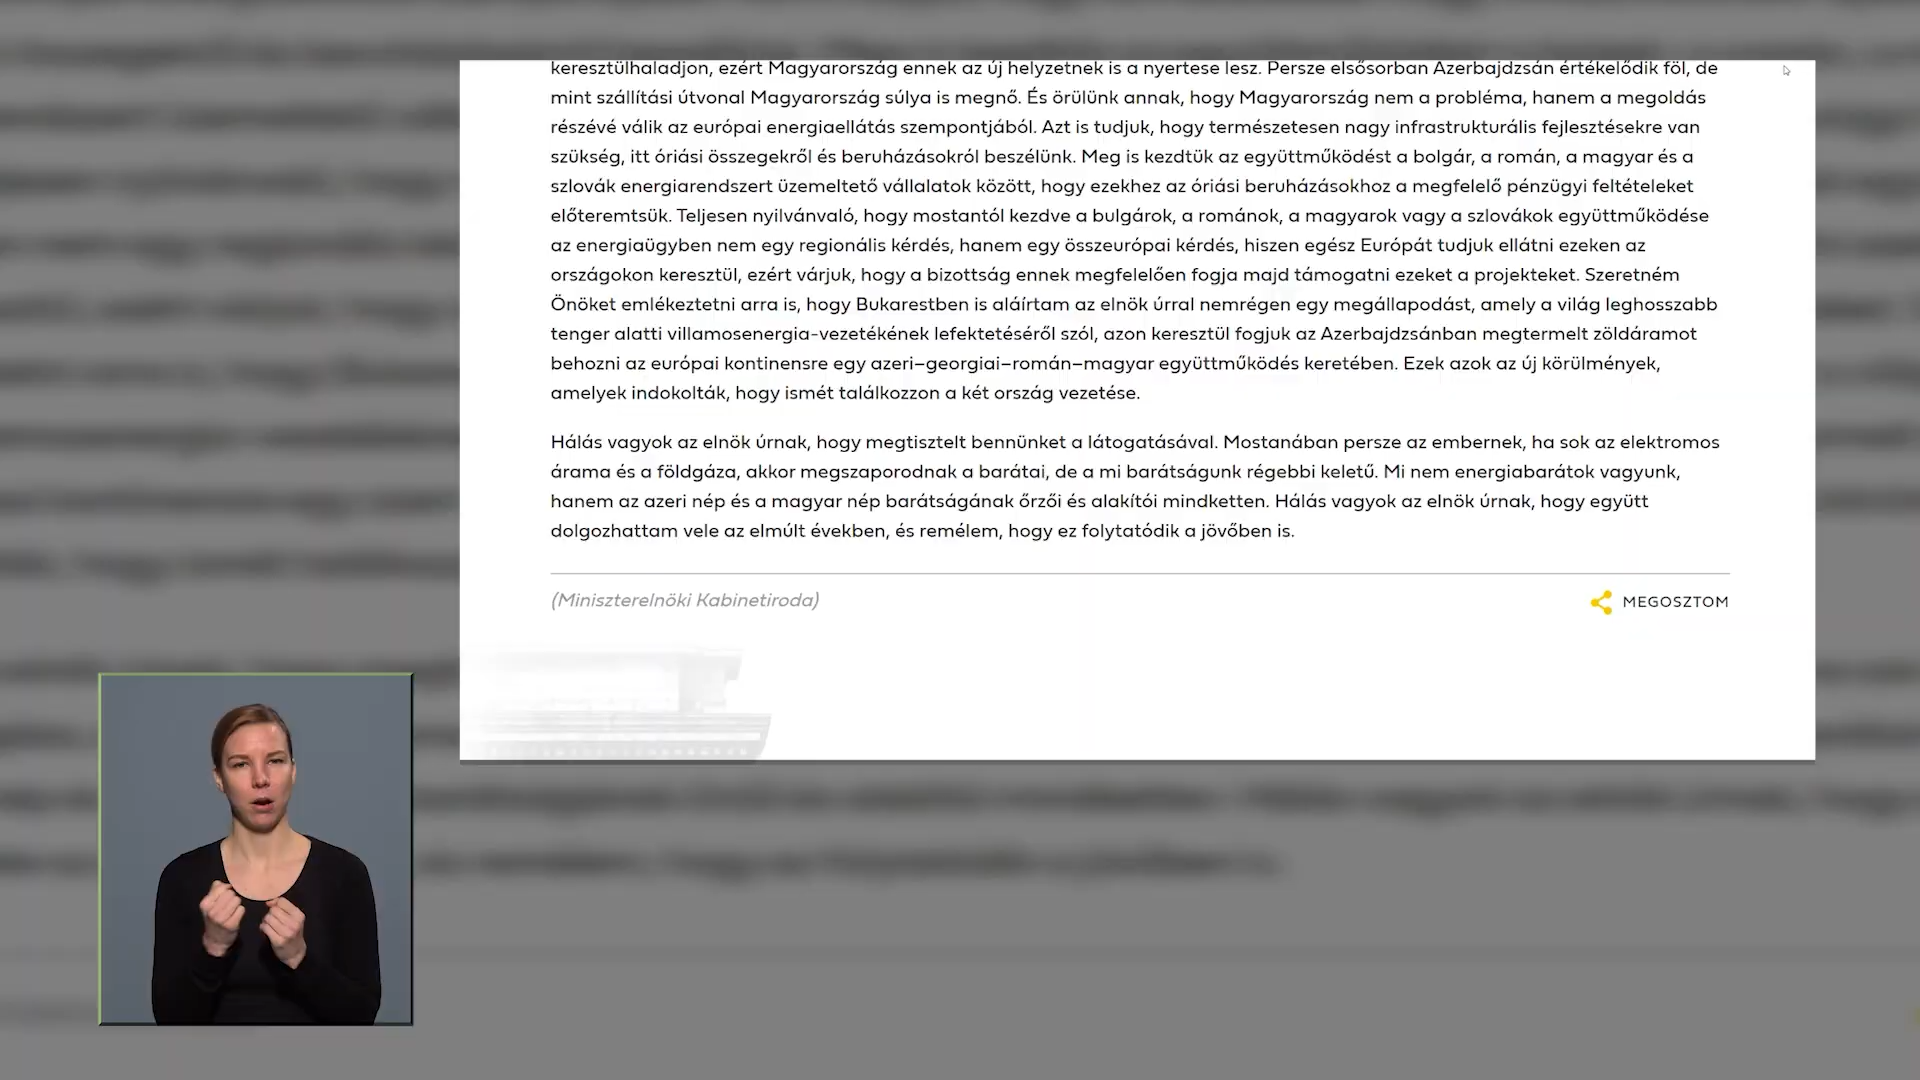 keresztülhaladjon, ezért Magyarország ennek az új helyzetnek is a nyertese lesz. Persze elsősorban Azerbajdzsán értékelődik föl, de
mint szállítási útvonal Magyarország súlya is megnő. És örülünk annak, hogy Magyarország nem a probléma, hanem a megoldás
részévé válik az európai energiaellátás szempontjából. Azt is tudjuk, hogy természetesen nagy infrastrukturális fejlesztésekre van
szükség, itt óriási összegekről és beruházásokról beszélünk. Meg is kezdtük az együttműködést a bolgár, a román, a magyar és a
szlovák energiarendszert üzemeltető vállalatok között, hogy ezekhez az óriási beruházásokhoz a megfelelő pénzügyi feltételeket
előteremtsük. Teljesen nyilvánvaló, hogy mostantól kezdve a bulgárok, a románok, a magyarok vagy a szlovákok együttműködése
az energiaügyben nem egy regionális kérdés, hanem egy összeurópai kérdés, hiszen egész Európát tudjuk ellátni ezeken az
országokon keresztül, ezért várjuk, hogy a bizottság ennek megfelelően fogja majd támogatni ezeket a projekteket. Szeretném
Önöket emlékeztetni arra is, hogy Bukarestben is aláírtam az elnök úrral nemrégen egy megállapodást, amely a világ leghosszabb
tenger alatti villamosenergia-vezetékének lefektetéséről szól, azon keresztül fogjuk az Azerbajdzsánban megtermelt zöldáramot
behozni az európai kontinensre egy azeri–georgiai–román–magyar együttműködés keretében. Ezek azok az új körülmények,
amelyek indokolták, hogy ismét találkozzon a két ország vezetése.
Hálás vagyok az elnök úrnak, hogy megtisztelt bennünket a látogatásával. Mostanában persze az embernek, ha sok az elektromos
árama és a földgáza, akkor megszaporodnak a barátai, de a mi barátságunk régebbi keletű. Mi nem energiabarátok vagyunk,
hanem az azeri nép és a magyar nép barátságának őrzői és alakítói mindketten. Hálás vagyok az elnök úrnak, hogy együtt
dolgozhattam vele az elmúlt években, és remélem, hogy ez folytatódik a jövőben is.
(Miniszterelnöki Kabinetiroda)
MEGOSZTOM